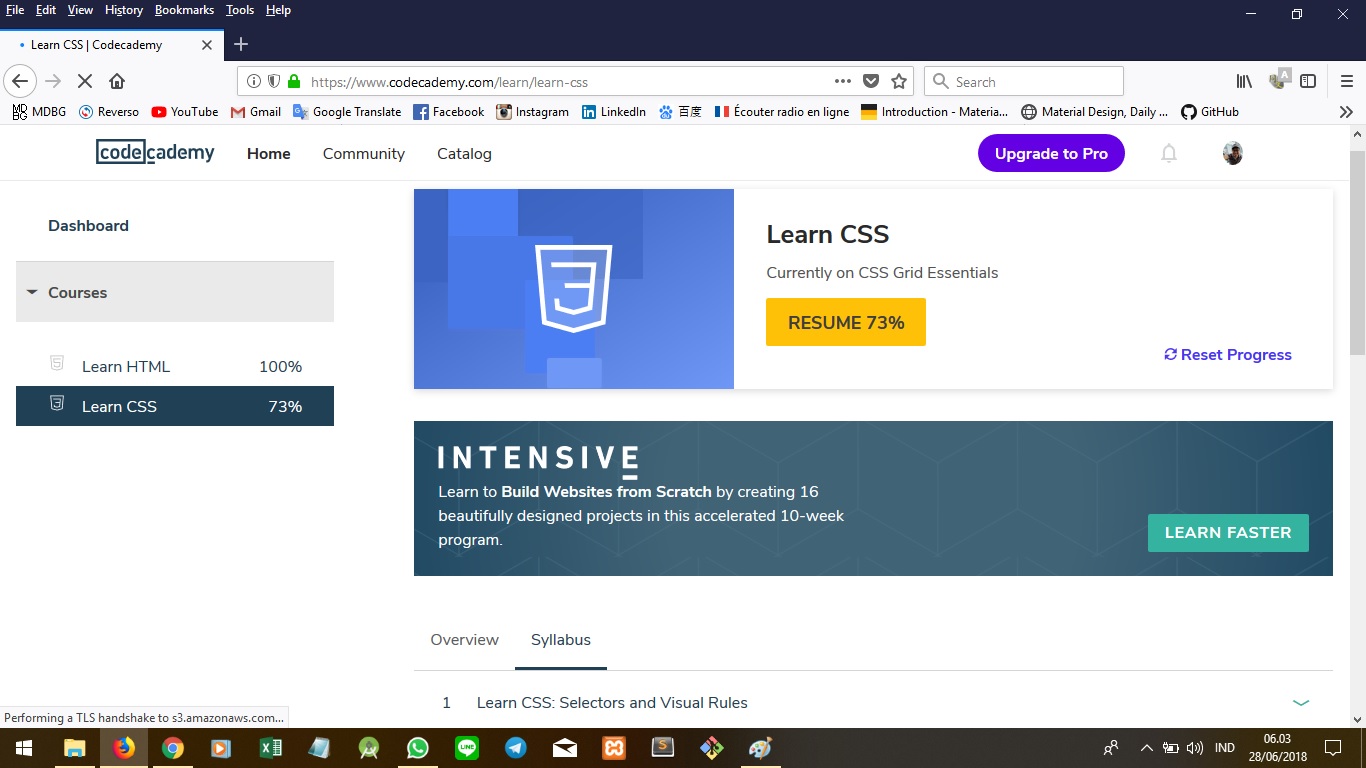 File Edit View History Bookmarks Tools Help
Learn CSS | Codecademy
https://www.codecademy.com/learn/learn-css
Search
MDBG Reverso YouTube Gmail Google Translate Facebook Instagram LinkedIn 百度 Écouter radio en ligne Introduction - Materia... Material Design, Daily ... GitHub
codecademy Home Community Catalog Upgrade to Pro
Dashboard
Courses
Learn HTML 100%
Learn CSS 73%
Learn CSS
Currently on CSS Grid Essentials
RESUME 73%
Reset Progress
INTENSIVE
Learn to Build Websites from Scratch by creating 16
beautifully designed projects in this accelerated 10-week
program.
LEARN FASTER
Overview Syllabus
1 Learn CSS: Selectors and Visual Rules
Performing a TLS handshake to s3.amazonaws.com...
LINE
IND
06.03
28/06/2018